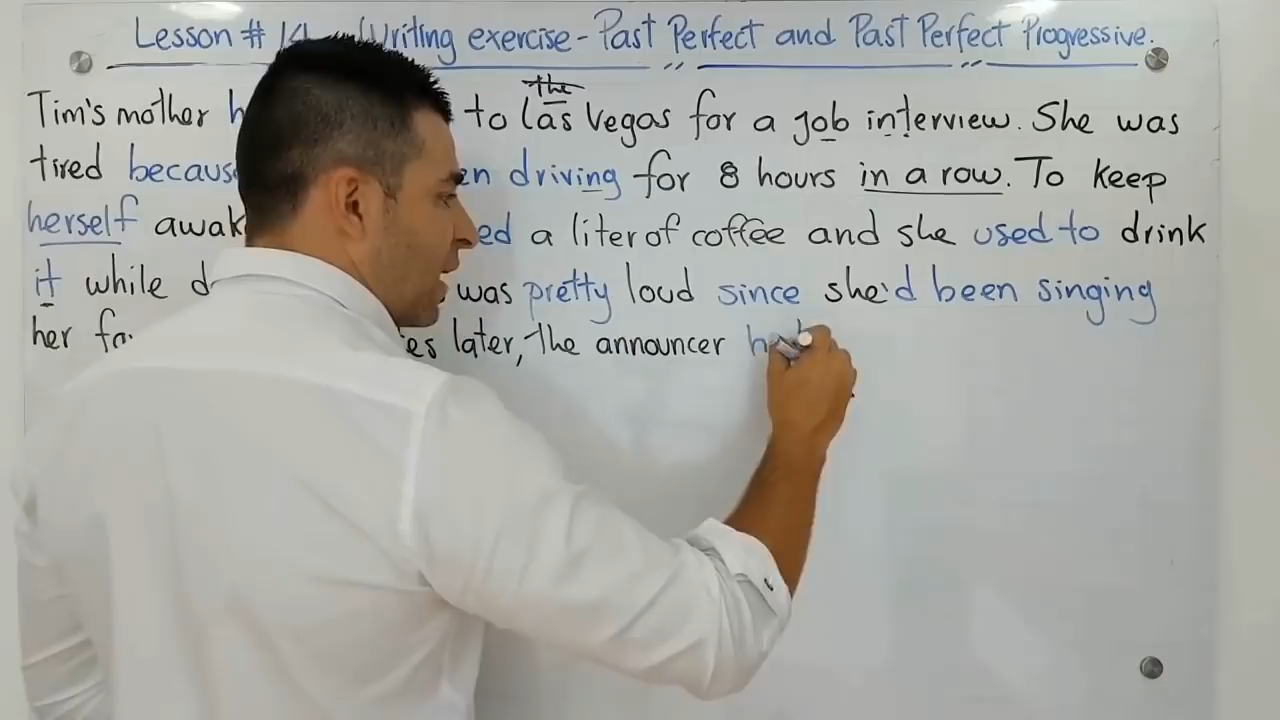 Lesson # 14 Writing exercise - Past Perfect and Past Perfect Progressive.
the
Tim's mother to las Vegas for a job interview. She was
tired driving for 8 hours in a row. To keep
herself a liter of coffee and she used to drink
it while was pretty loud since she'd been singing
her later, the announcer